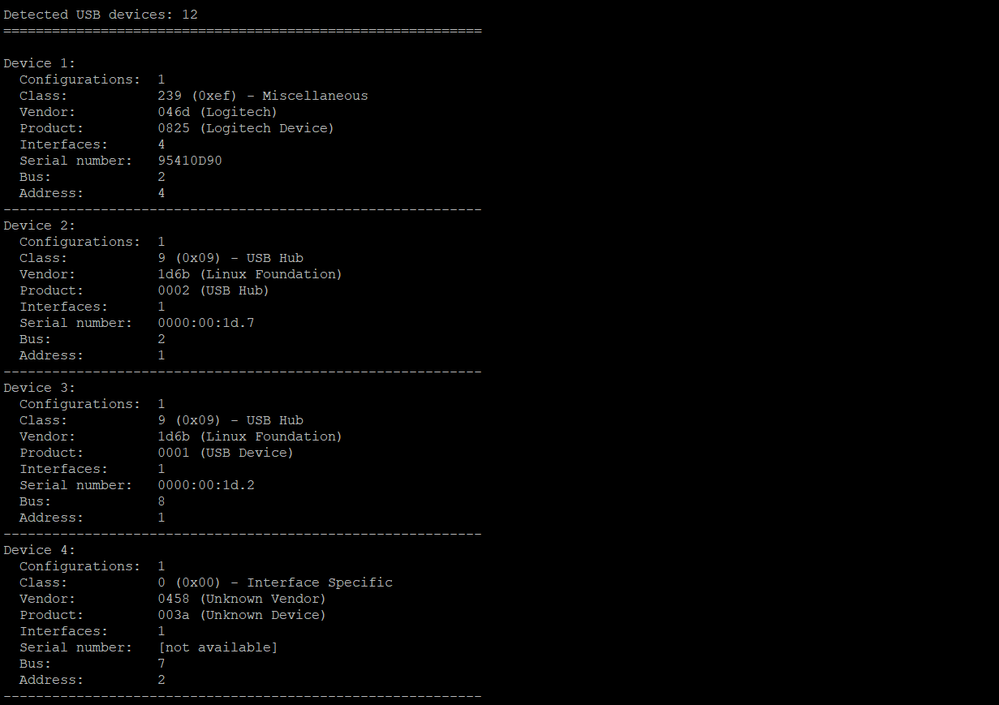 Detected USB devices: 12
===========================================================
Device 1:
  Configurations:  1
  Class:           239 (0xef) - Miscellaneous
  Vendor:          046d (Logitech)
  Product:         0825 (Logitech Device)
  Interfaces:      4
  Serial number:   95410D90
  Bus:             2
  Address:         4
-----------------------------------------------------------
Device 2:
  Configurations:  1
  Class:           9 (0x09) - USB Hub
  Vendor:          1d6b (Linux Foundation)
  Product:         0002 (USB Hub)
  Interfaces:      1
  Serial number:   0000:00:1d.7
  Bus:             2
  Address:         1
-----------------------------------------------------------
Device 3:
  Configurations:  1
  Class:           9 (0x09) - USB Hub
  Vendor:          1d6b (Linux Foundation)
  Product:         0001 (USB Device)
  Interfaces:      1
  Serial number:   0000:00:1d.2
  Bus:             8
  Address:         1
-----------------------------------------------------------
Device 4:
  Configurations:  1
  Class:           0 (0x00) - Interface Specific
  Vendor:          0458 (Unknown Vendor)
  Product:         003a (Unknown Device)
  Interfaces:      1
  Serial number:   [not available]
  Bus:             7
  Address:         2
-----------------------------------------------------------